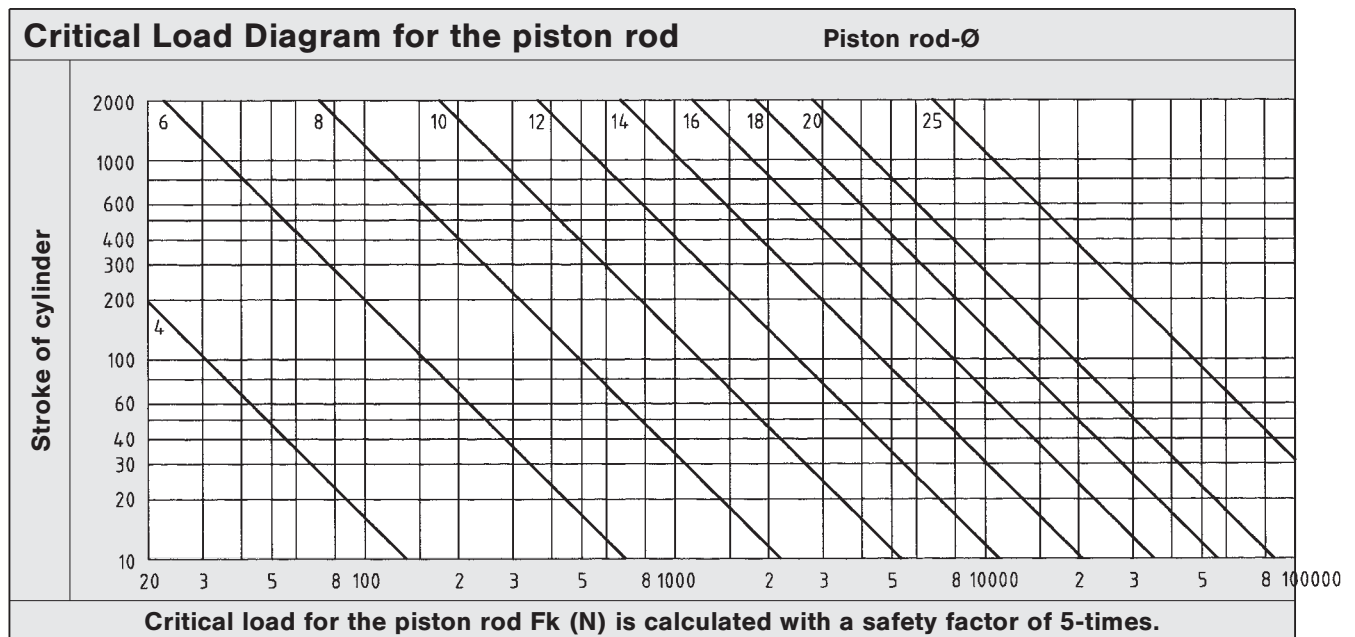 Critical Load Diagram for the piston rod Piston rod-Ø
Stroke of cylinder
2000
1000
600
400
300
200
100
60
40
30
20
10
6 8 10 12 14 16 18 20 25
4
20 3 5 8 100 2 3 5 8 1000 2 3 5 8 10000 2 3 5 8 100000
Critical load for the piston rod Fk (N) is calculated with a safety factor of 5-times.